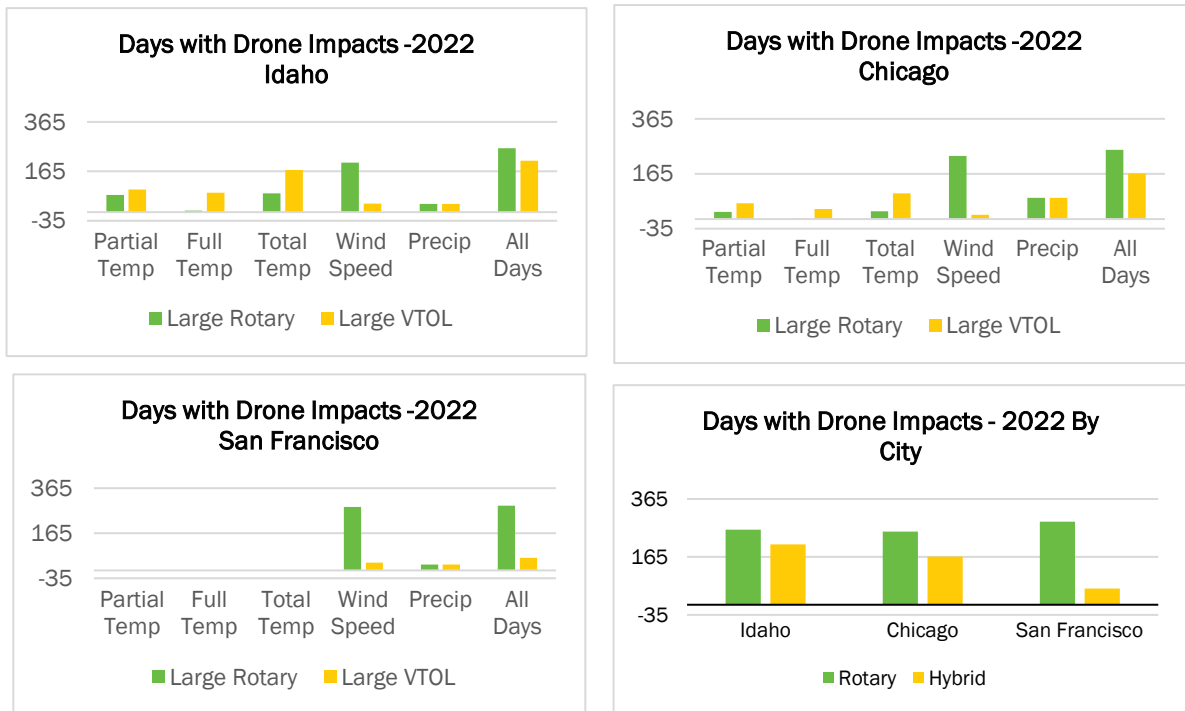 Days with Drone Impacts -2022
Idaho
365
165
-35
Partial Temp
Full Temp
Total Temp
Wind Speed
Precip
All Days
Large Rotary
Large VTOL
Days with Drone Impacts -2022
Chicago
365
165
-35
Partial Temp
Full Temp
Total Temp
Wind Speed
Precip
All Days
Large Rotary
Large VTOL
Days with Drone Impacts -2022
San Francisco
365
165
-35
Partial Temp
Full Temp
Total Temp
Wind Speed
Precip
All Days
Large Rotary
Large VTOL
Days with Drone Impacts - 2022 By
City
365
165
-35
Idaho
Chicago
San Francisco
Rotary
Hybrid